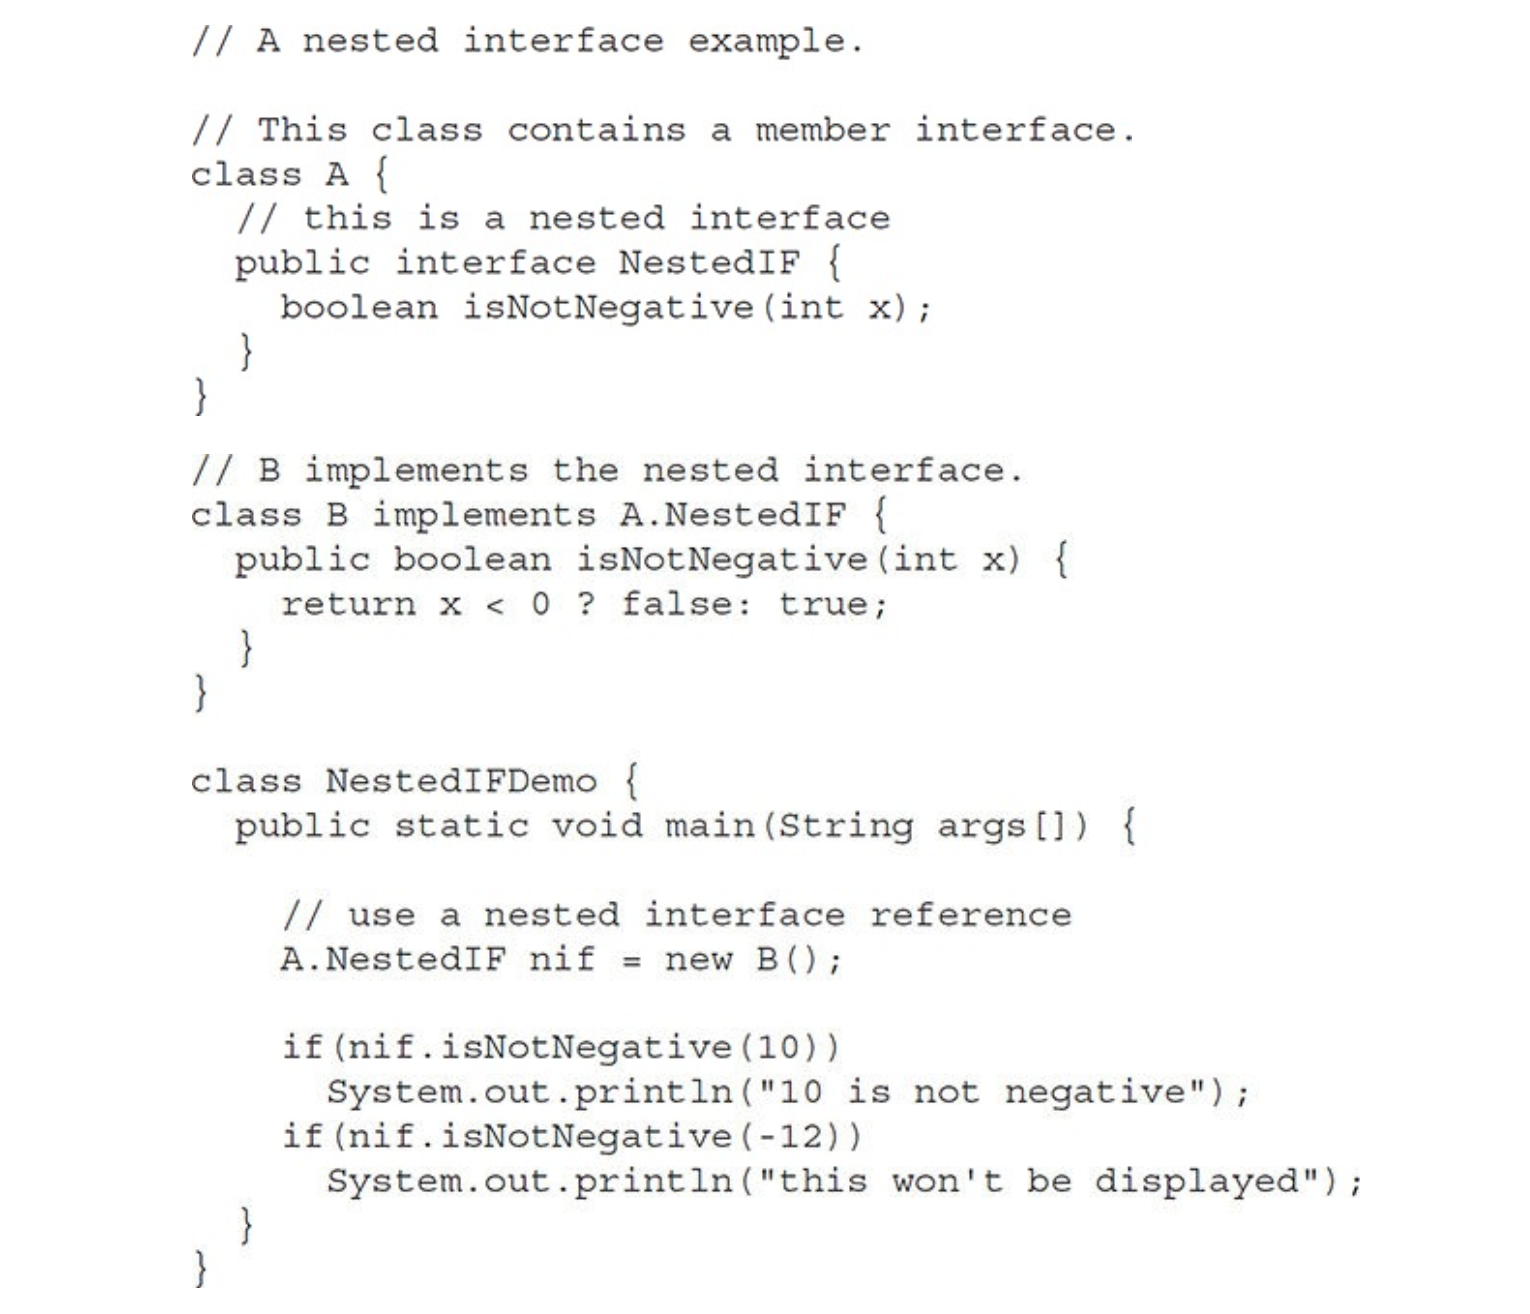 // A nested interface example.
// This class contains a member interface.
class A {
// this is a nested interface
public interface NestedIF {
boolean isNotNegative(int x);
}
}
// B implements the nested interface.
class B implements A.NestedIF {
public boolean isNotNegative(int x) {
return x < 0 ? false: true;
}
}
class NestedIFDemo {
public static void main(String args[]) {
// use a nested interface reference
A.NestedIF nif = new B();
if(nif.isNotNegative(10))
System.out.println("10 is not negative");
if(nif.isNotNegative(-12))
System.out.println("this won't be displayed");
}
}